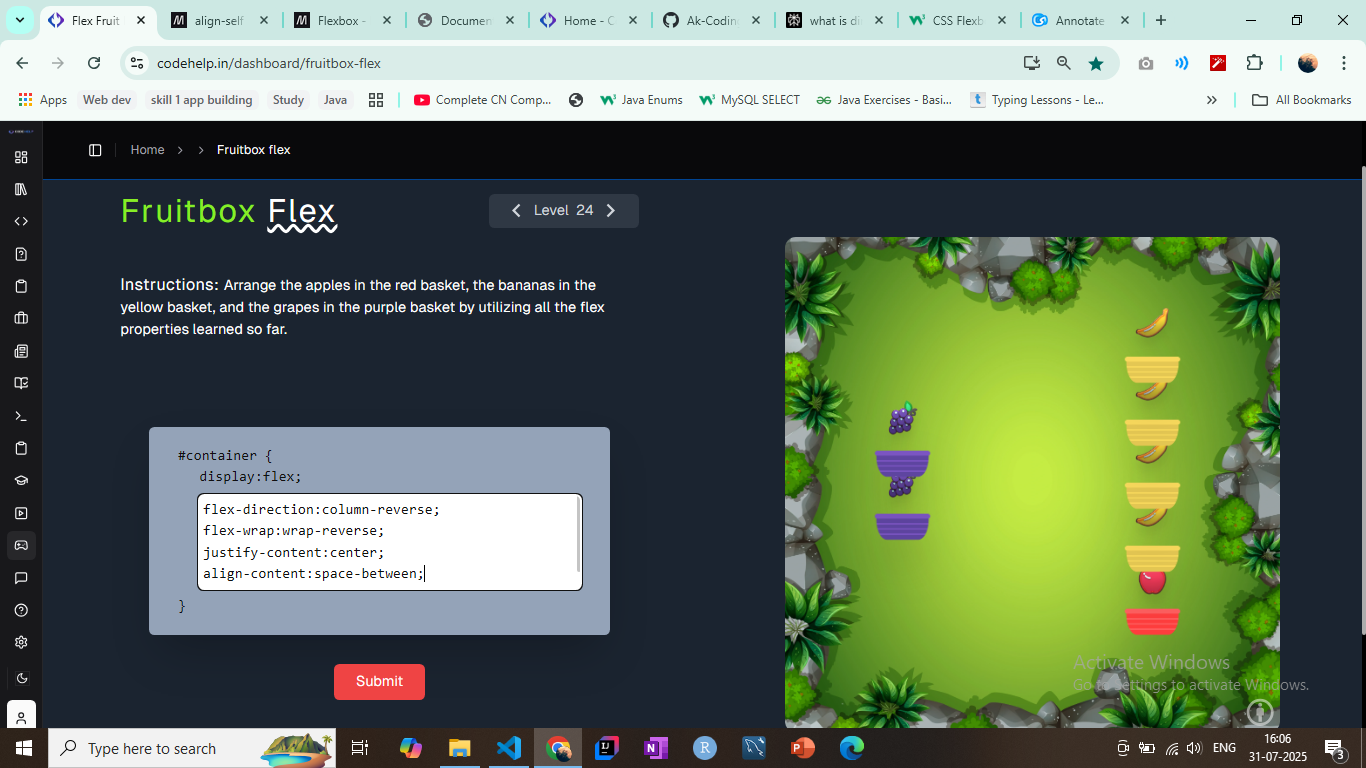 Flex Fruit
align-self
Flexbox -
Documen
Home - C
Ak-Codin
what is di
CSS Flexb
Annotate
codehelp.in/dashboard/fruitbox-flex
Apps
Web dev
skill 1 app building
Study
Java
Complete CN Comp...
Java Enums
MySQL SELECT
Java Exercises - Basi...
Typing Lessons - Le...
All Bookmarks
Home
Fruitbox flex
Fruitbox Flex
Level 24
Instructions: Arrange the apples in the red basket, the bananas in the
yellow basket, and the grapes in the purple basket by utilizing all the flex
properties learned so far.
#container {
display:flex;
flex-direction:column-reverse;
flex-wrap:wrap-reverse;
justify-content:center;
align-content:space-between;
}
Submit
Activate Windows
Go to Settings to activate Windows.
Type here to search
ENG
16:06
31-07-2025
3